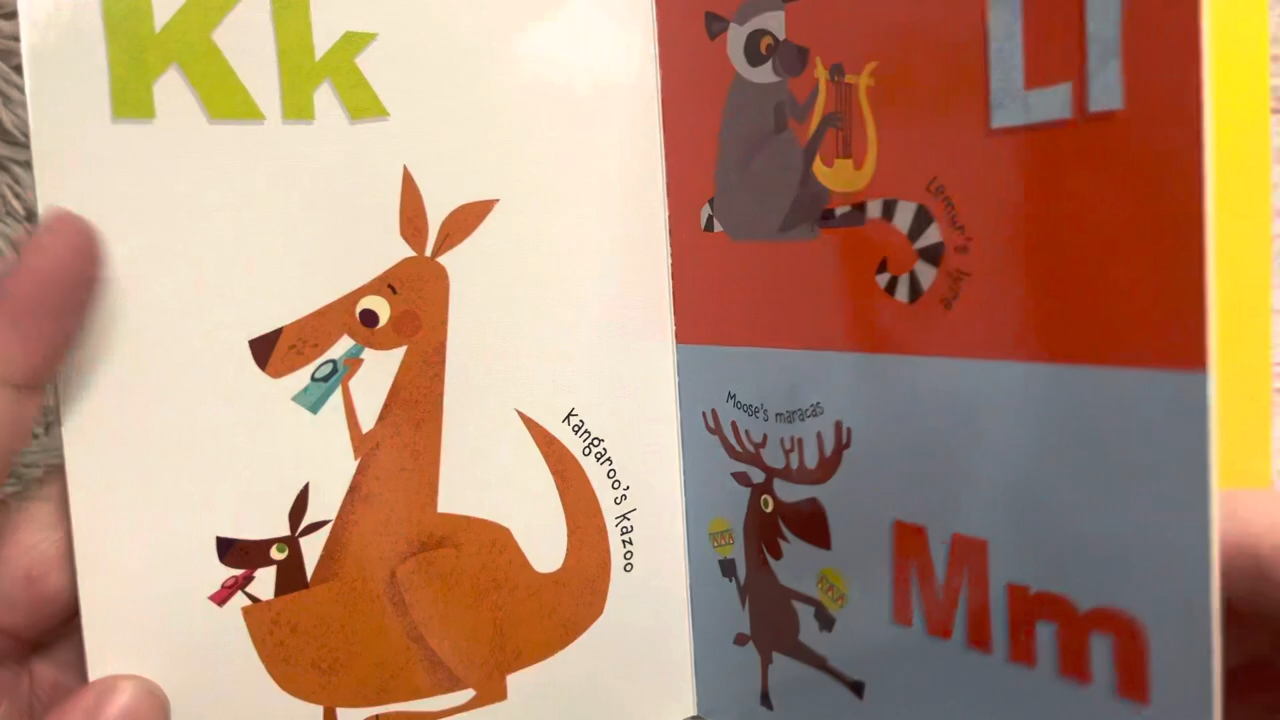 Kk
Kangaroo's kazoo
Ll
Lemur's lyre
Moose's maracas
Mm